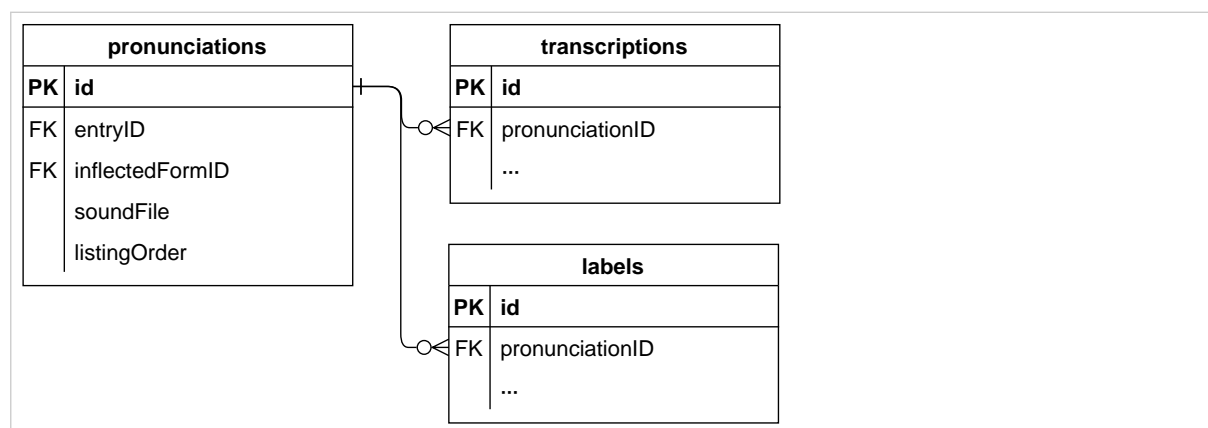 pronunciations
PK id
FK entryID
FK inflectedFormID
soundFile
listingOrder
transcriptions
PK id
FK pronunciationID
...
labels
PK id
FK pronunciationID
...